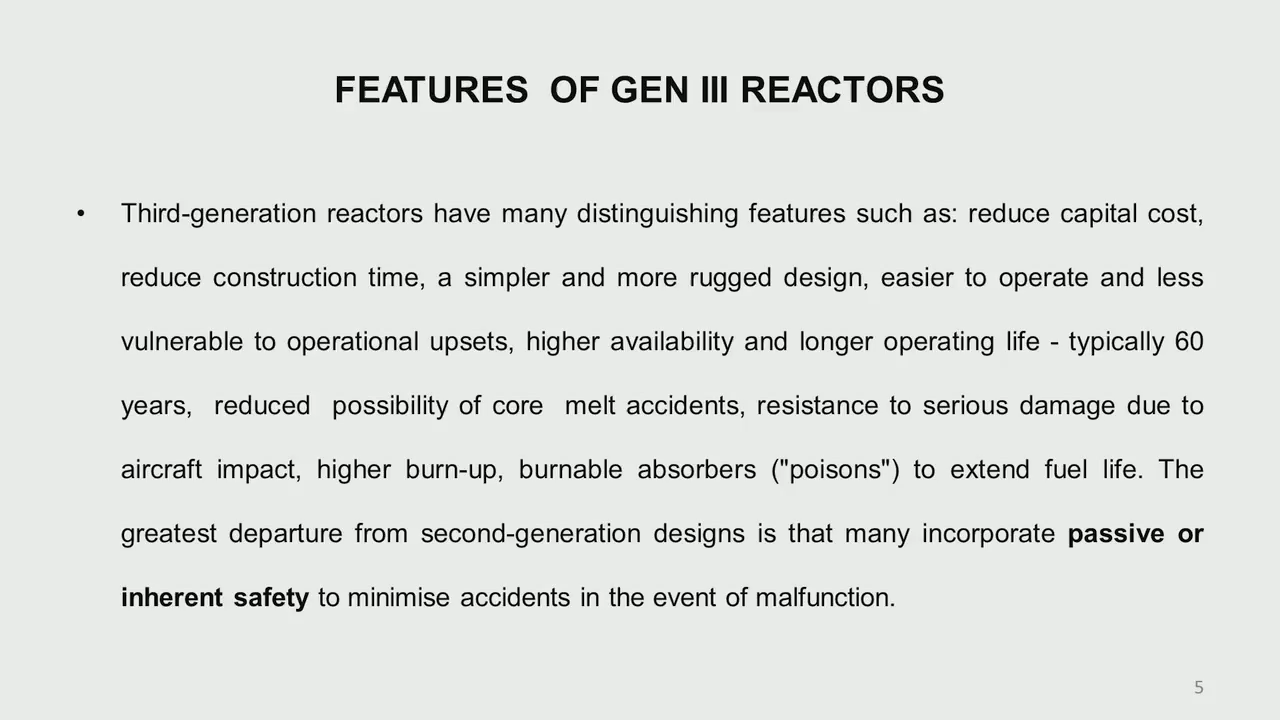 FEATURES OF GEN III REACTORS
• Third-generation reactors have many distinguishing features such as: reduce capital cost,
reduce construction time, a simpler and more rugged design, easier to operate and less
vulnerable to operational upsets, higher availability and longer operating life - typically 60
years, reduced possibility of core melt accidents, resistance to serious damage due to
aircraft impact, higher burn-up, burnable absorbers ("poisons") to extend fuel life. The
greatest departure from second-generation designs is that many incorporate passive or
inherent safety to minimise accidents in the event of malfunction.
5